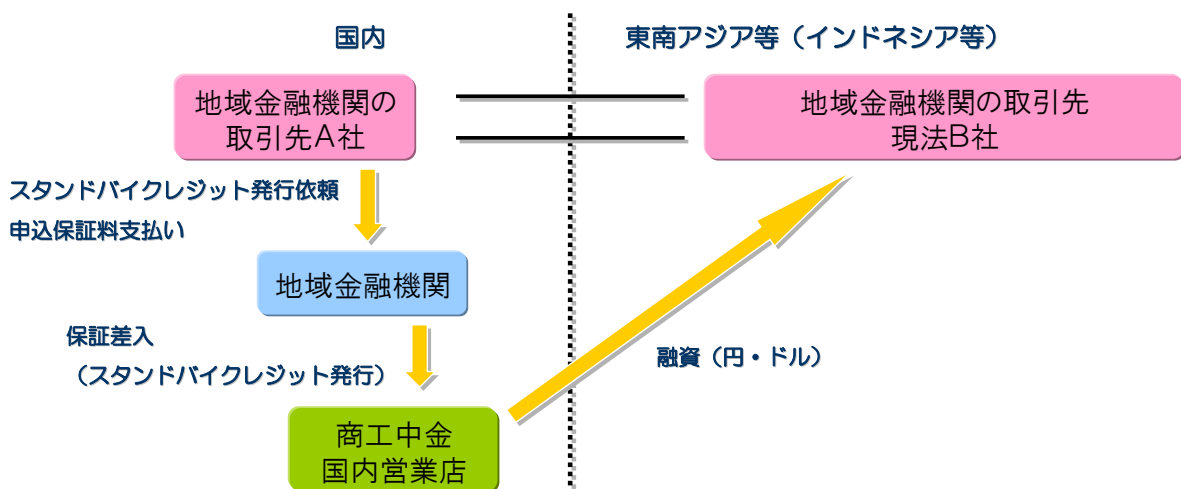 国内
東南アジア等（インドネシア等）
地域金融機関の
取引先A社
地域金融機関の取引先
現法B社
スタンドバイクレジット発行依頼
申込保証料支払い
地域金融機関
保証差入
（スタンドバイクレジット発行）
融資（円・ドル）
商工中金
国内営業店